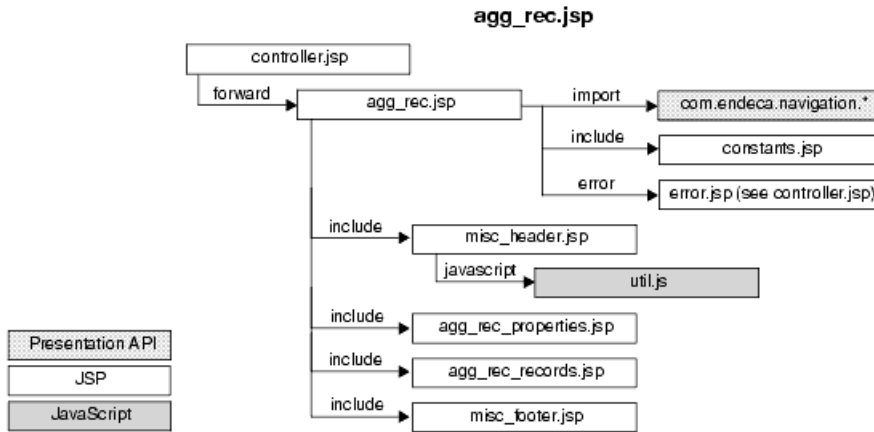 agg_rec.jsp
controller.jsp
forward
agg_rec.jsp
import
com.endeca.navigation.*
include
constants.jsp
error
error.jsp (see controller.jsp)
include
misc_header.jsp
javascript
util.js
include
agg_rec_properties.jsp
include
agg_rec_records.jsp
include
misc_footer.jsp
Presentation API
JSP
JavaScript